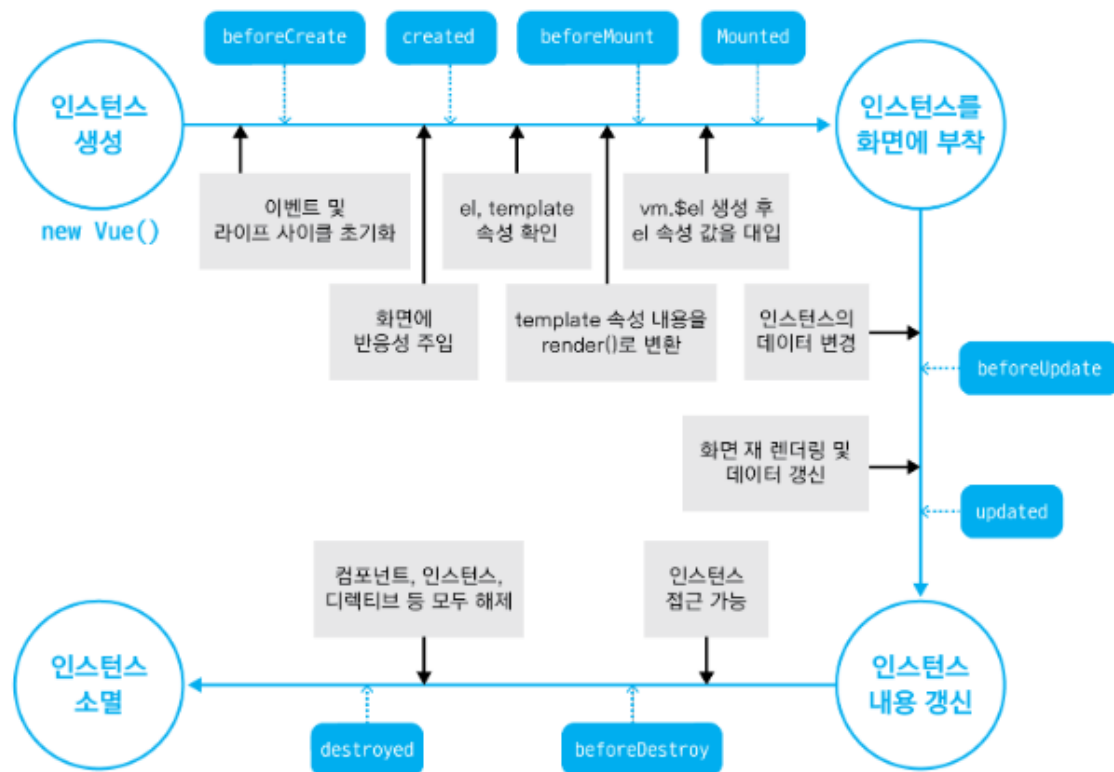 beforeCreate
created
beforeMount
Mounted
인스턴스
생성
new Vue()
인스턴스를
화면에 부착
이벤트 및
라이프 사이클 초기화
el, template
속성 확인
vm.$el 생성 후
el 속성 값을 대입
화면에
반응성 주입
template 속성 내용을
render()로 변환
인스턴스의
데이터 변경
beforeUpdate
화면 재 렌더링 및
데이터 갱신
updated
컴포넌트, 인스턴스,
디렉티브 등 모두 해제
인스턴스
접근 가능
인스턴스
소멸
인스턴스
내용 갱신
destroyed
beforeDestroy